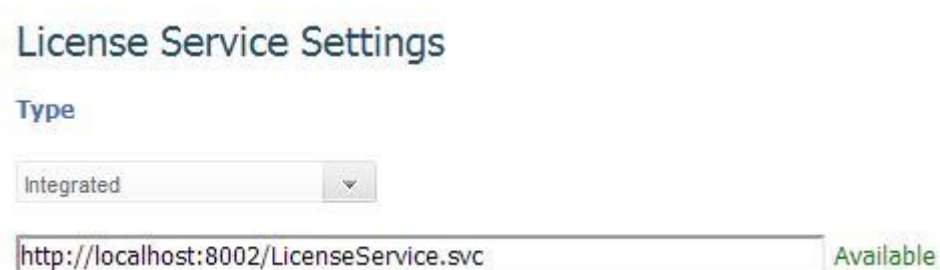 License Service Settings
Type
Integrated
http://localhost:8002/LicenseService.svc Available